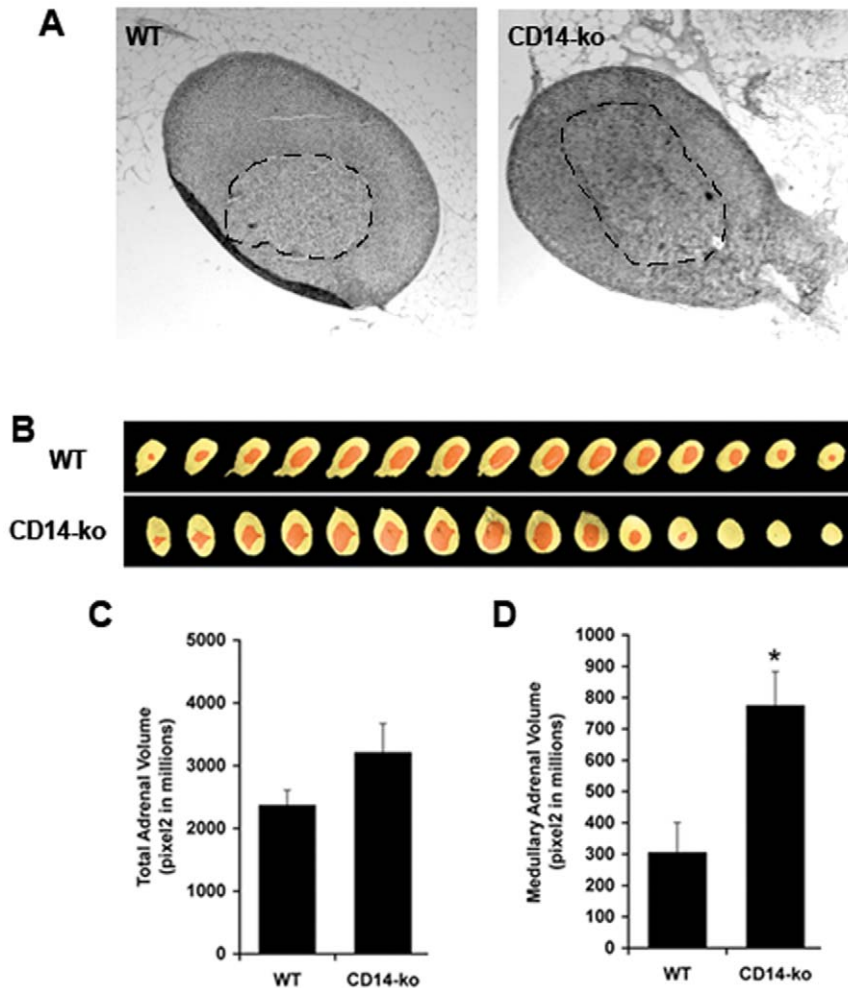 A
WT
CD14-ko
B
WT
CD14-ko
C
Total Adrenal Volume
(pixel2 in millions)
5000
4000
3000
2000
1000
0
WT
CD14-ko
D
Medullary Adrenal Volume
(pixel2 in millions)
1000
900
800
700
600
500
400
300
200
100
0
*
WT
CD14-ko